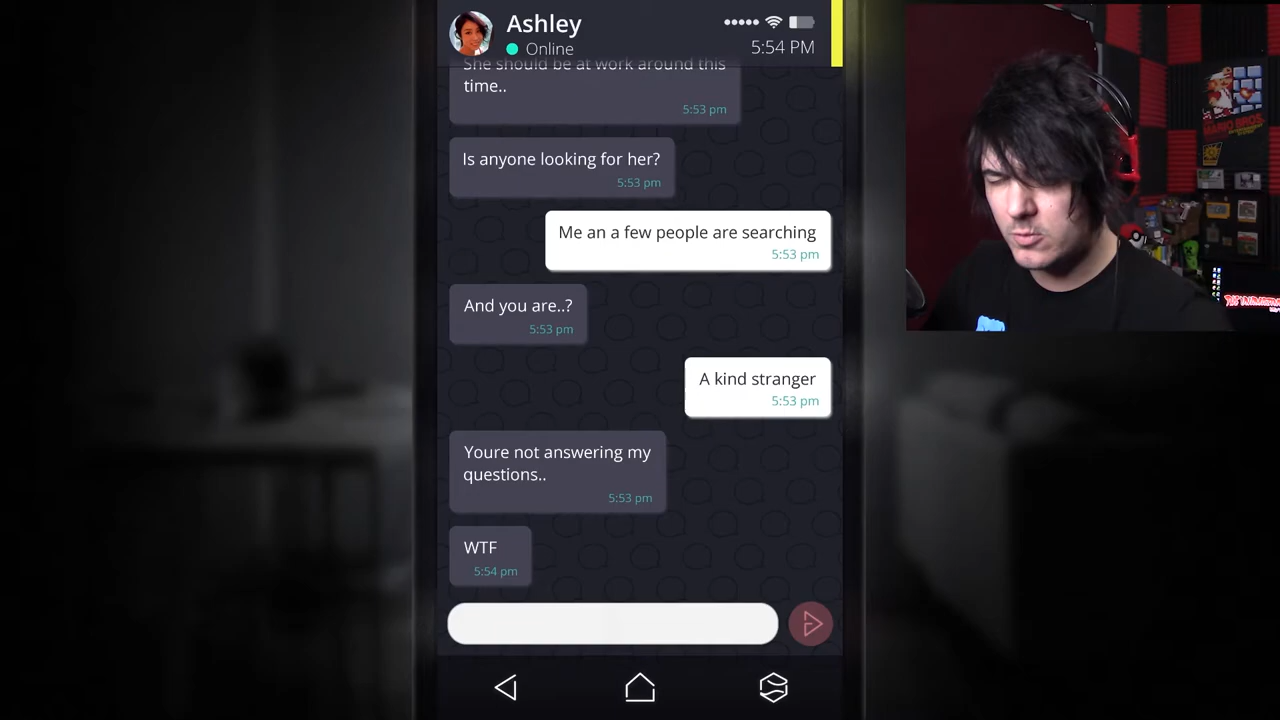 Ashley
Online
5:54 PM
She should be at work around this
time..
5:53 pm
Is anyone looking for her?
5:53 pm
Me an a few people are searching
5:53 pm
And you are..?
5:53 pm
A kind stranger
5:53 pm
Youre not answering my
questions..
5:53 pm
WTF
5:54 pm
MARIO BROS.